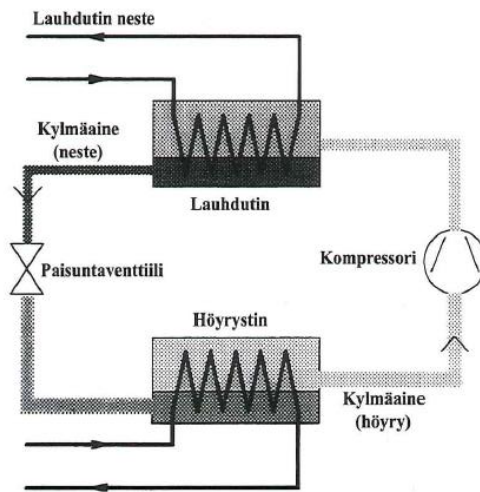 Lauhdutin neste
Kylmäaine
(neste)
Lauhdutin
Paisuntaventtiili
Kompressori
Höyrystin
Kylmäaine
(höyry)